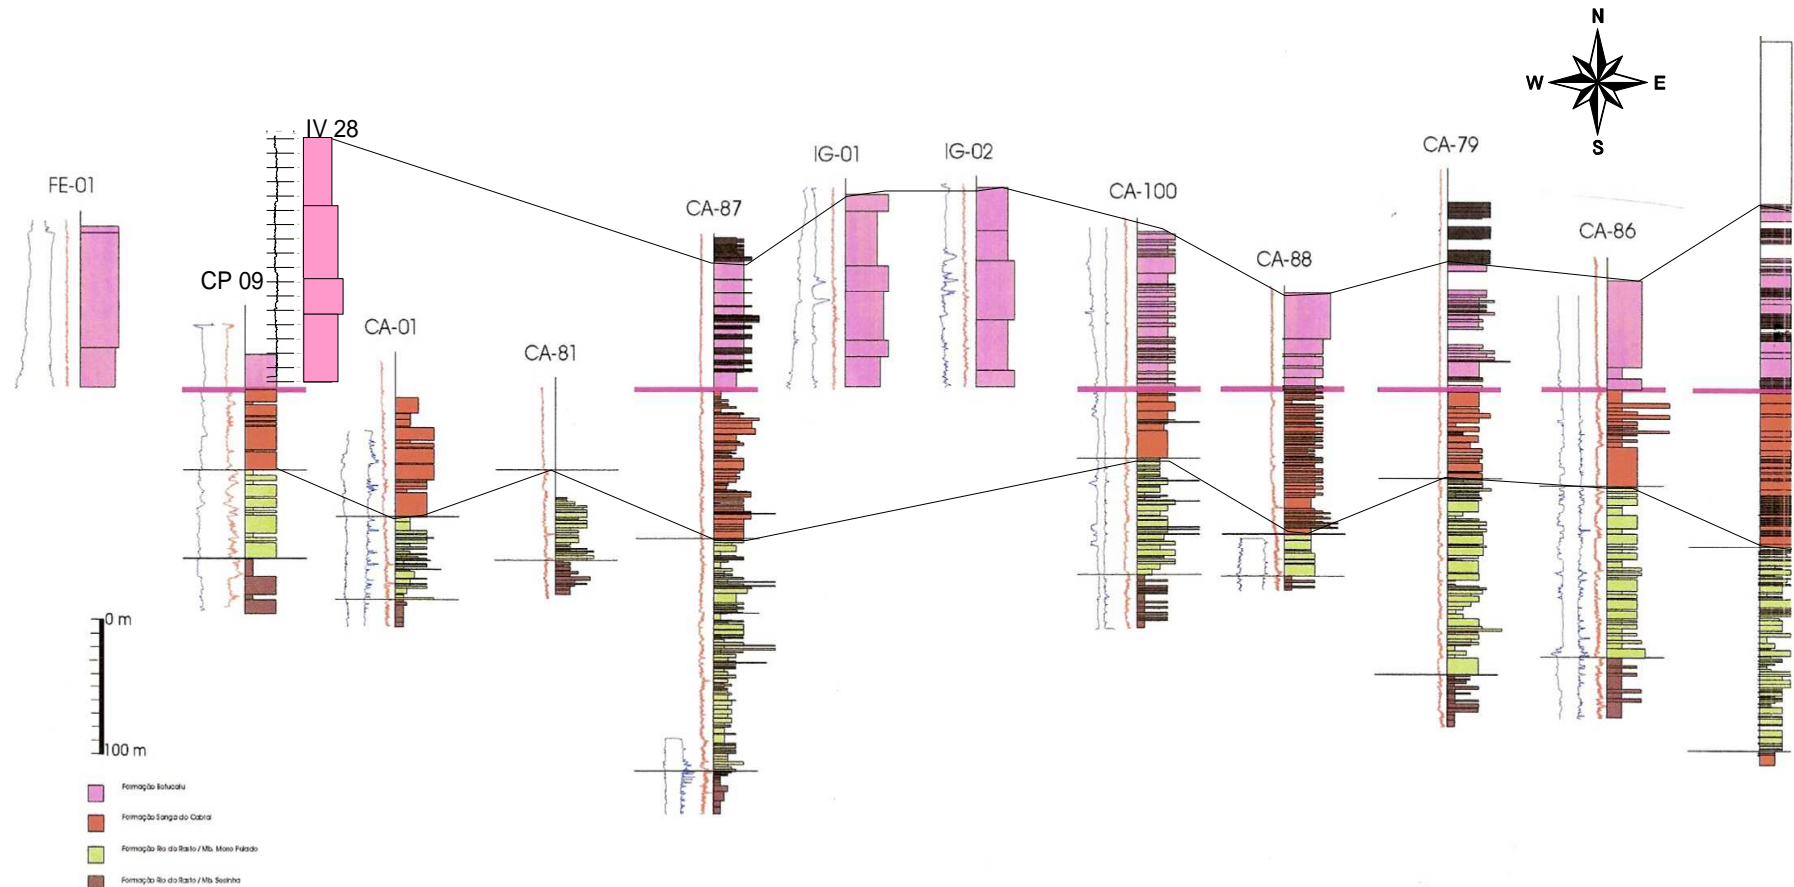 N
W E
S
IV 28
CA-79
IG-01
IG-02
FE-01
CA-100
CA-87
CA-86
CA-88
CP 09
CA-01
CA-81
0 m
100 m
Formação Botucatu
Formação Sanga do Cabral
Formação Rio do Rasto / Mb. Morro Pelado
Formação Rio do Rasto / Mb. Serrinha